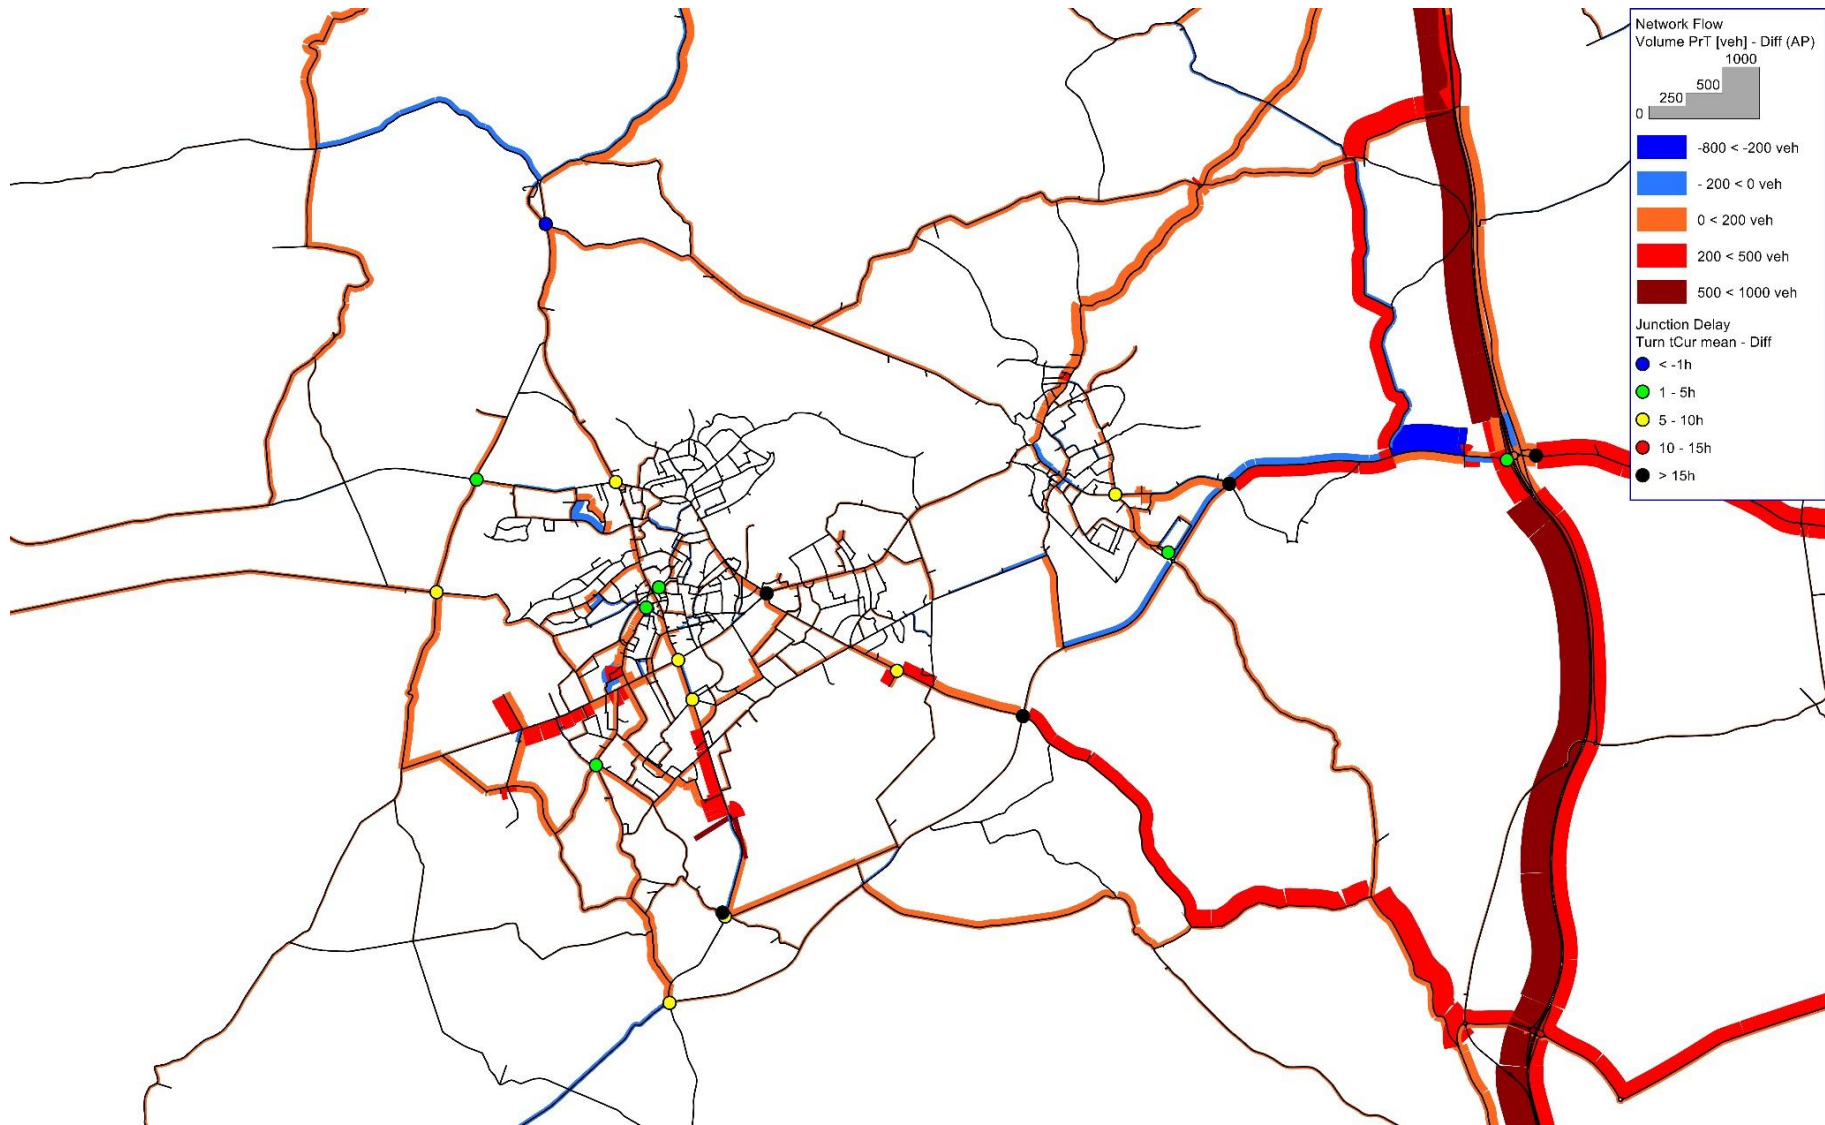 Network Flow
Volume PrT [veh] - Diff (AP)
1000
500
250
0
-800 < -200 veh
- 200 < 0 veh
0 < 200 veh
200 < 500 veh
500 < 1000 veh
Junction Delay
Turn tCur mean - Diff
< -1h
1 - 5h
5 - 10h
10 - 15h
> 15h